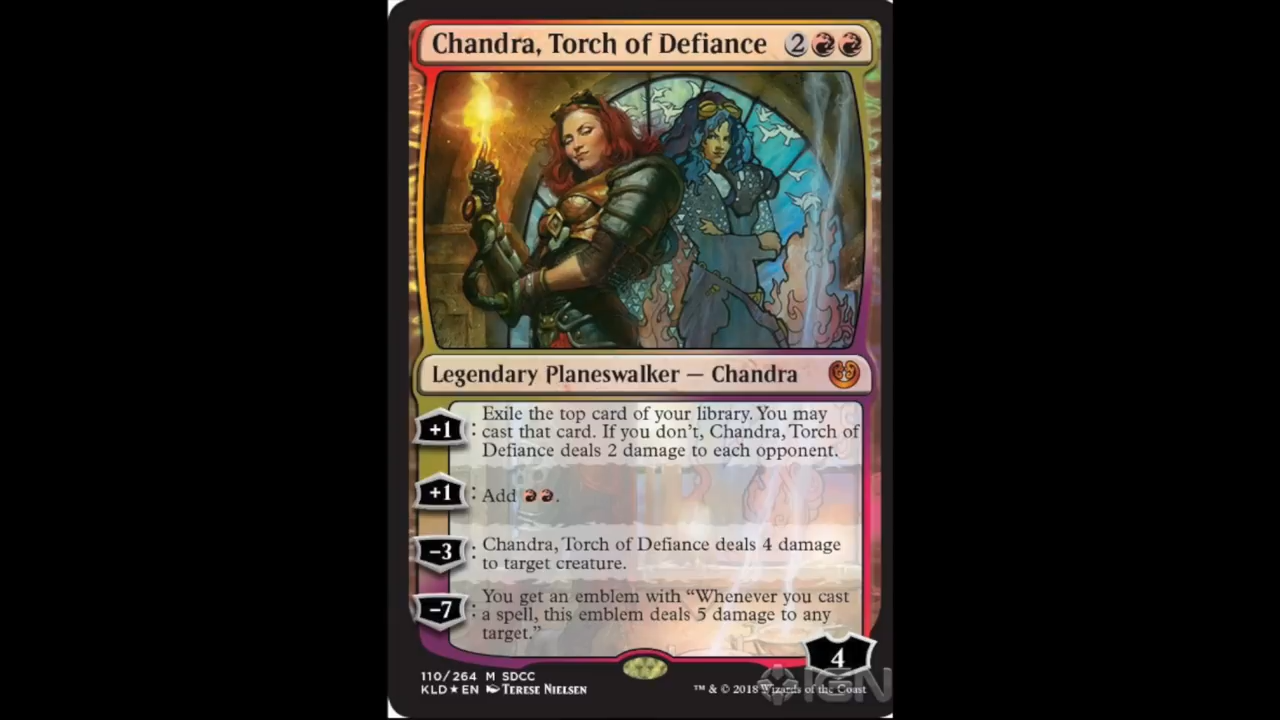 Chandra, Torch of Defiance 2
Legendary Planeswalker — Chandra
+1 : Exile the top card of your library. You may
cast that card. If you don't, Chandra, Torch of
Defiance deals 2 damage to each opponent.
+1 : Add .
−3 : Chandra, Torch of Defiance deals 4 damage
to target creature.
−7 : You get an emblem with “Whenever you cast
a spell, this emblem deals 5 damage to any
target.”
4
110/264 M SDCC
KLD★EN TERESE NIELSEN
™ & © 2018 Wizards of the Coast
IGN